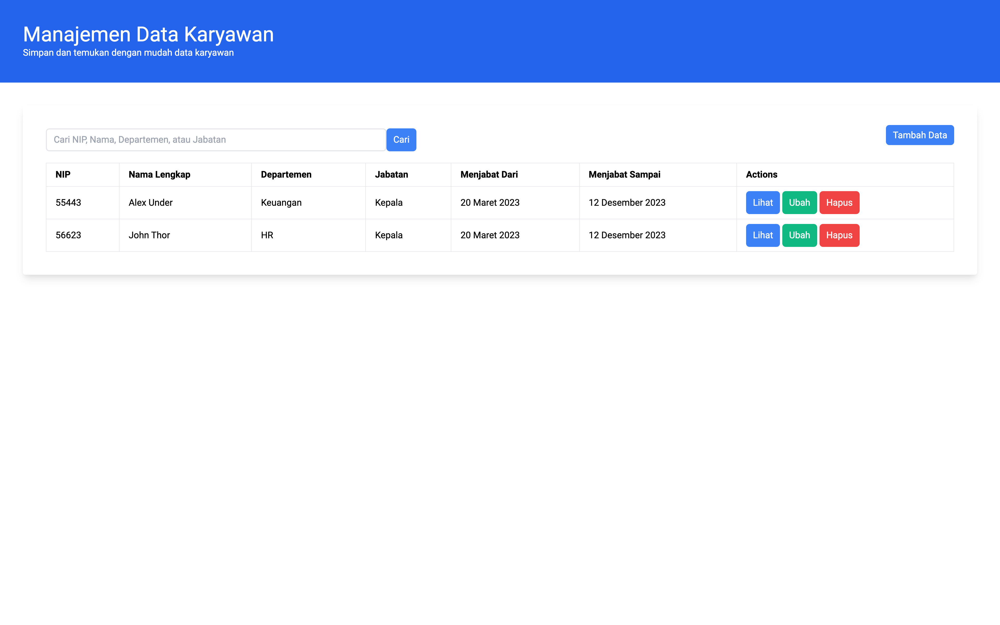 Manajemen Data Karyawan
Simpan dan temukan dengan mudah data karyawan
Cari NIP, Nama, Departemen, atau Jabatan Cari Tambah Data
NIP Nama Lengkap Departemen Jabatan Menjabat Dari Menjabat Sampai Actions
55443 Alex Under Keuangan Kepala 20 Maret 2023 12 Desember 2023 Lihat Ubah Hapus
56623 John Thor HR Kepala 20 Maret 2023 12 Desember 2023 Lihat Ubah Hapus